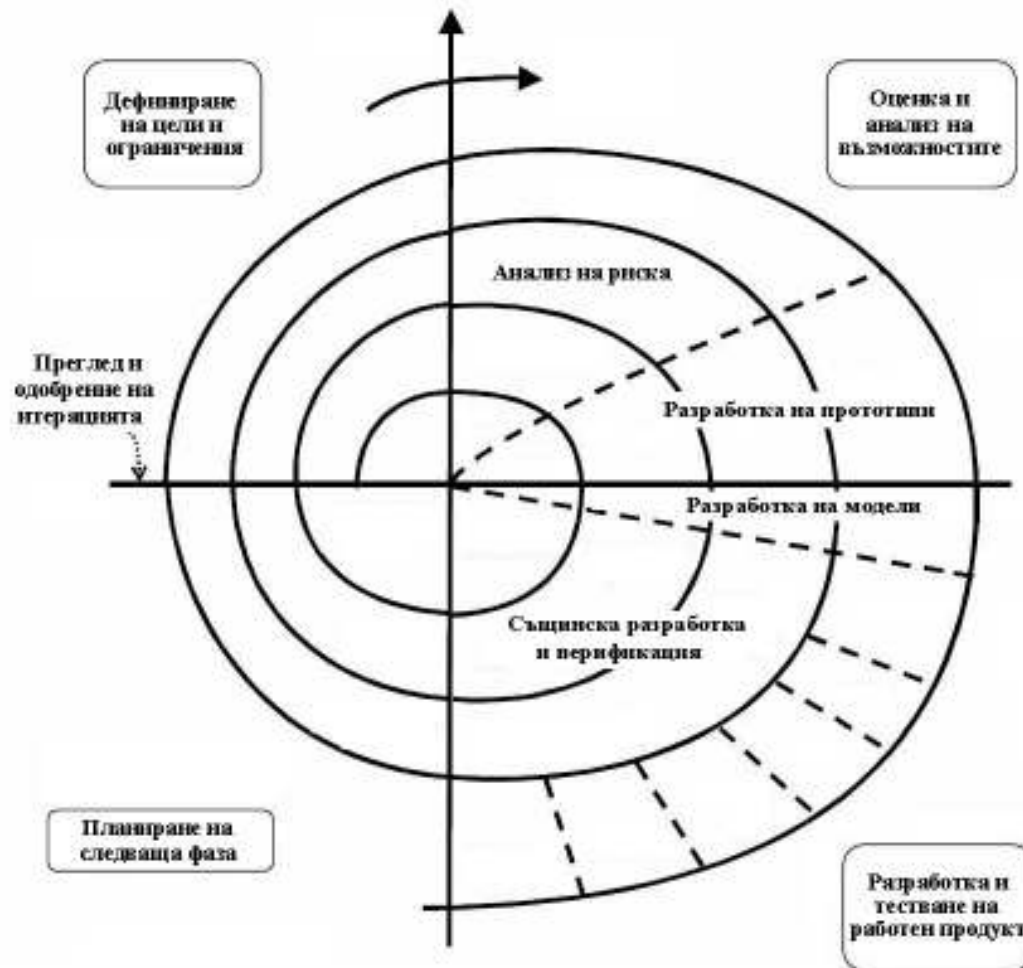 Дефиниране
на цели и
ограничения
Оценка и
анализ на
възможностите
Анализ на риска
Преглед и
одобрение на
итерацията
Разработка на прототипи
Разработка на модели
Същинска разработка
и верификация
Планиране на
следваща фаза
Разработка и
тестване на
работен продукт